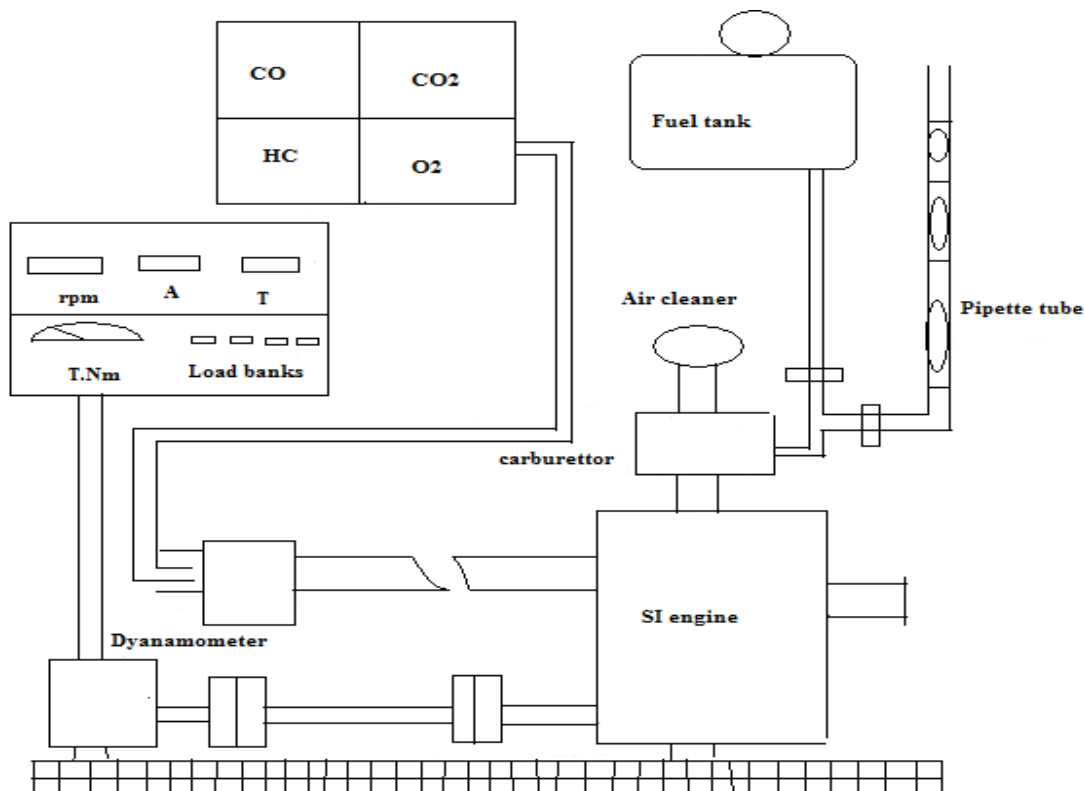 CO
CO2
HC
O2
Fuel tank
rpm
A
T
T.Nm
Load banks
Air cleaner
Pipette tube
carburettor
SI engine
Dyanamometer